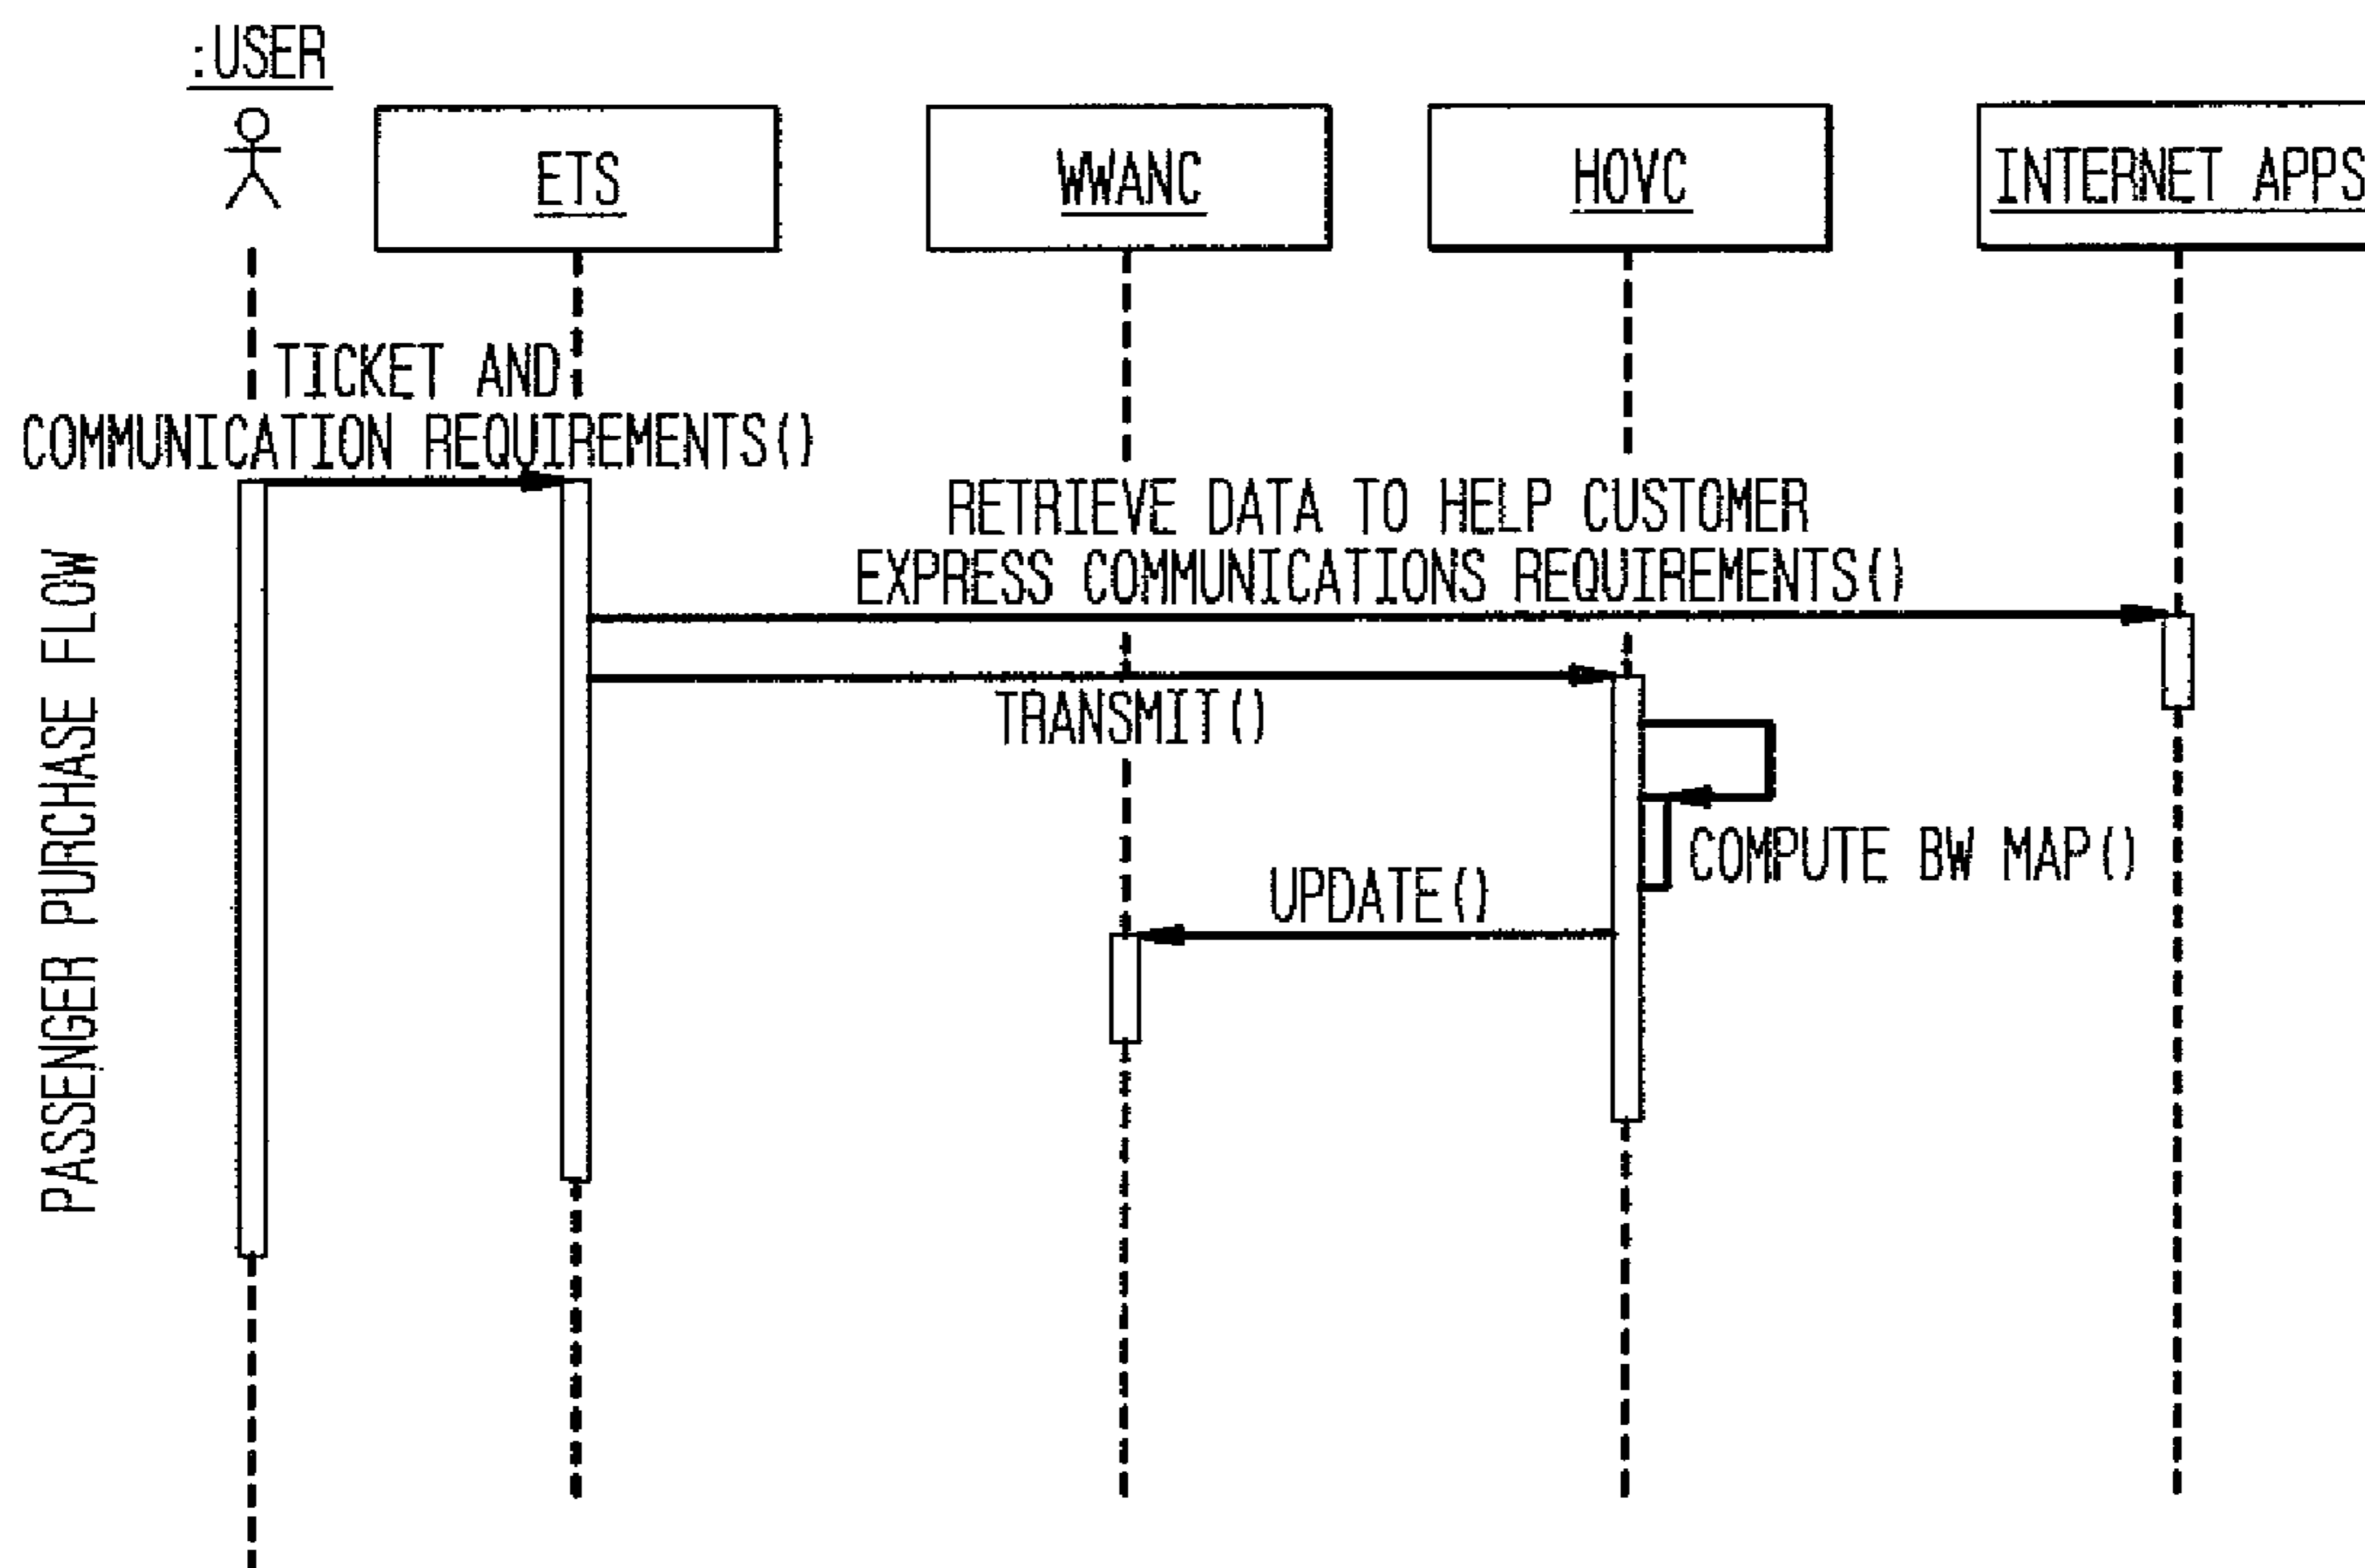 :USER
ETS
WWANC
HOVC
INTERNET APPS
TICKET AND
COMMUNICATION REQUIREMENTS()
RETRIEVE DATA TO HELP CUSTOMER
EXPRESS COMMUNICATIONS REQUIREMENTS()
TRANSMIT()
COMPUTE BW MAP()
UPDATE()
PASSENGER PURCHASE FLOW